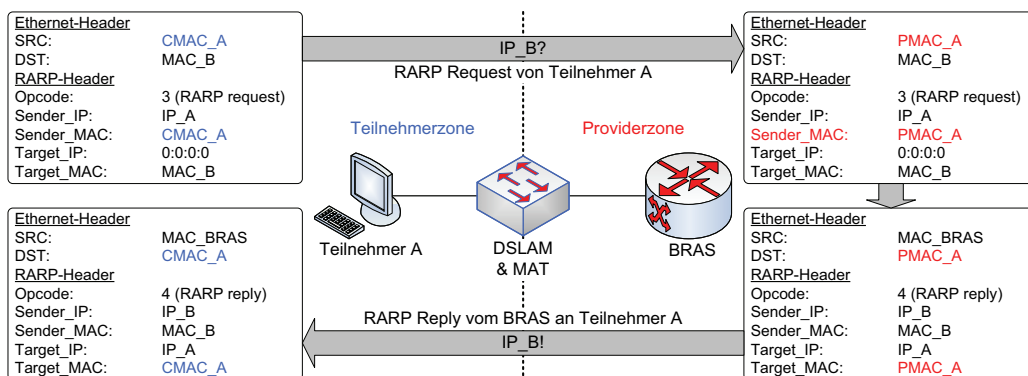 Ethernet-Header
SRC: CMAC_A
DST: MAC_B
RARP-Header
Opcode: 3 (RARP request)
Sender_IP: IP_A
Sender_MAC: CMAC_A
Target_IP: 0:0:0:0
Target_MAC: MAC_B
IP_B?
RARP Request von Teilnehmer A
Ethernet-Header
SRC: PMAC_A
DST: MAC_B
RARP-Header
Opcode: 3 (RARP request)
Sender_IP: IP_A
Sender_MAC: PMAC_A
Target_IP: 0:0:0:0
Target_MAC: MAC_B
Teilnehmerzone
Providerzone
Teilnehmer A
DSLAM
& MAT
BRAS
Ethernet-Header
SRC: MAC_BRAS
DST: CMAC_A
RARP-Header
Opcode: 4 (RARP reply)
Sender_IP: IP_B
Sender_MAC: MAC_B
Target_IP: IP_A
Target_MAC: CMAC_A
RARP Reply vom BRAS an Teilnehmer A
IP_B!
Ethernet-Header
SRC: MAC_BRAS
DST: PMAC_A
RARP-Header
Opcode: 4 (RARP reply)
Sender_IP: IP_B
Sender_MAC: MAC_B
Target_IP: IP_A
Target_MAC: PMAC_A